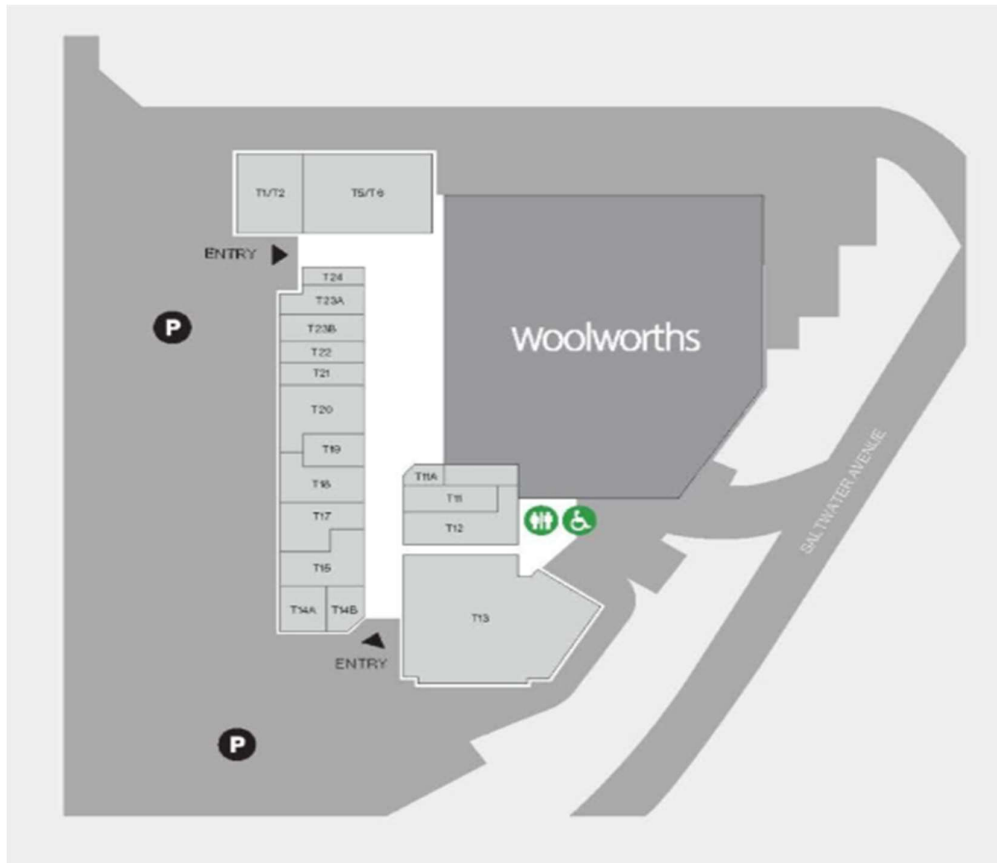 T1/T2
T5/T6
ENTRY
T24
T23A
P
T23B
Woolworths
T22
T21
T20
T19
T11A
T18
T11
T17
T12
SALTWATER AVENUE
T15
T14A
T14B
T13
ENTRY
P